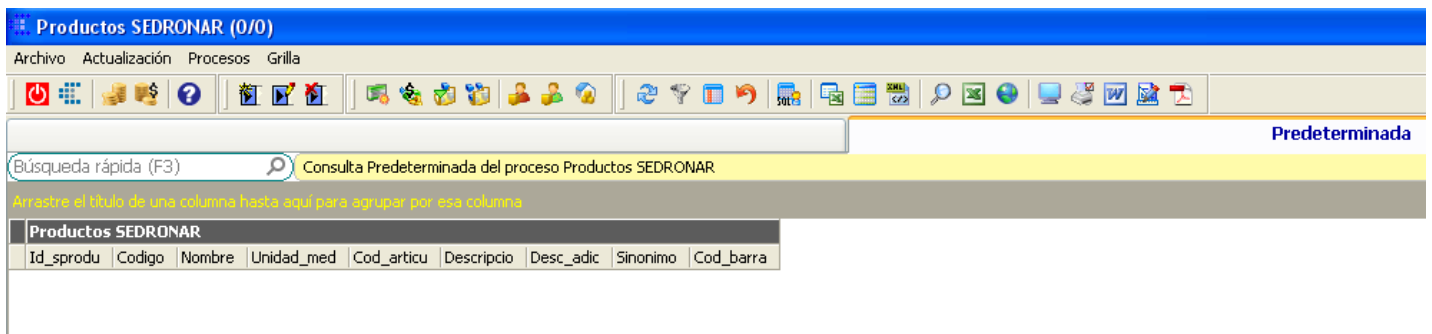 Productos SEDRONAR (0/0)
Archivo Actualización Procesos Grilla
SQL XML
Predeterminada
(Búsqueda rápida (F3) Consulta Predeterminada del proceso Productos SEDRONAR
Arrastre el título de una columna hasta aquí para agrupar por esa columna
Productos SEDRONAR
Id_sprodu Codigo Nombre Unidad_med Cod_articu Descripcio Desc_adic Sinonimo Cod_barra